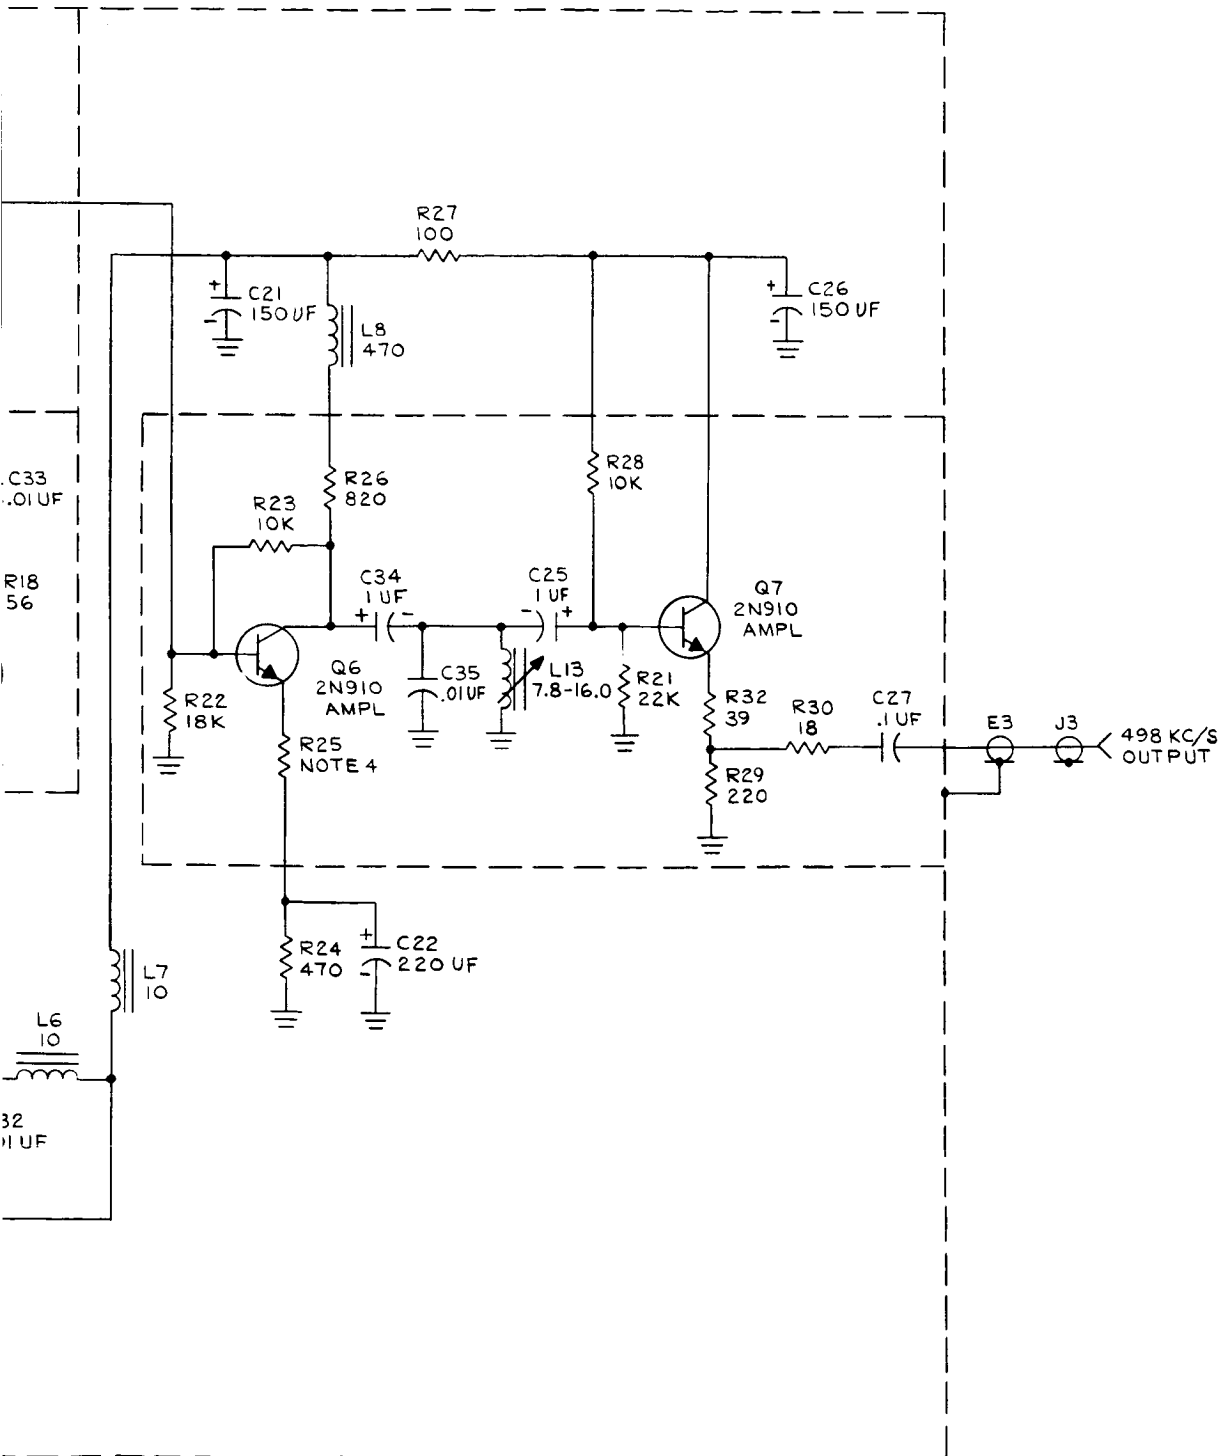 R27
100
C21
150 UF
L8
470
C26
150 UF
.C33
.01 UF
R18
56
R23
10K
R26
820
R28
10K
C34
1 UF
C25
1 UF
Q7
2N910
AMPL
Q6
2N910
AMPL
C35
.01UF
L13
7.8-16.0
R21
22K
R22
18K
R25
NOTE 4
R32
39
R30
18
C27
.1 UF
E3
J3
498 KC/S
OUTPUT
R29
220
R24
470
C22
220 UF
L7
10
L6
10
32
01 UF